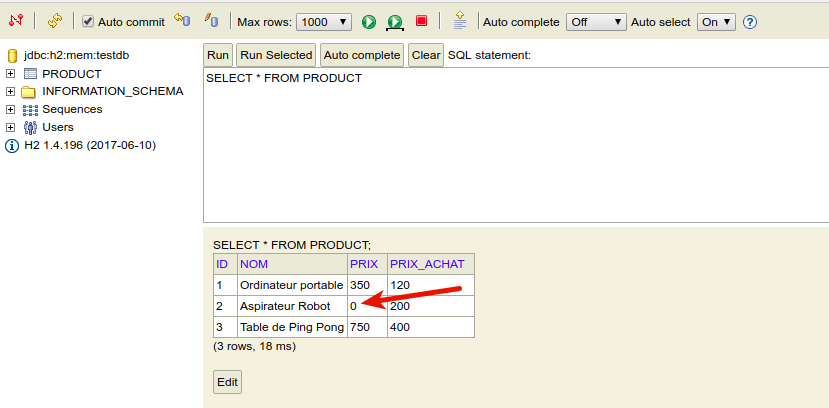 Auto commit Max rows: 1000 Auto complete Off Auto select On
jdbc:h2:mem:testdb
PRODUCT
INFORMATION_SCHEMA
Sequences
Users
H2 1.4.196 (2017-06-10)
Run Run Selected Auto complete Clear SQL statement:
SELECT * FROM PRODUCT
SELECT * FROM PRODUCT;
ID NOM PRIX PRIX_ACHAT
1 Ordinateur portable 350 120
2 Aspirateur Robot 0 200
3 Table de Ping Pong 750 400
(3 rows, 18 ms)
Edit